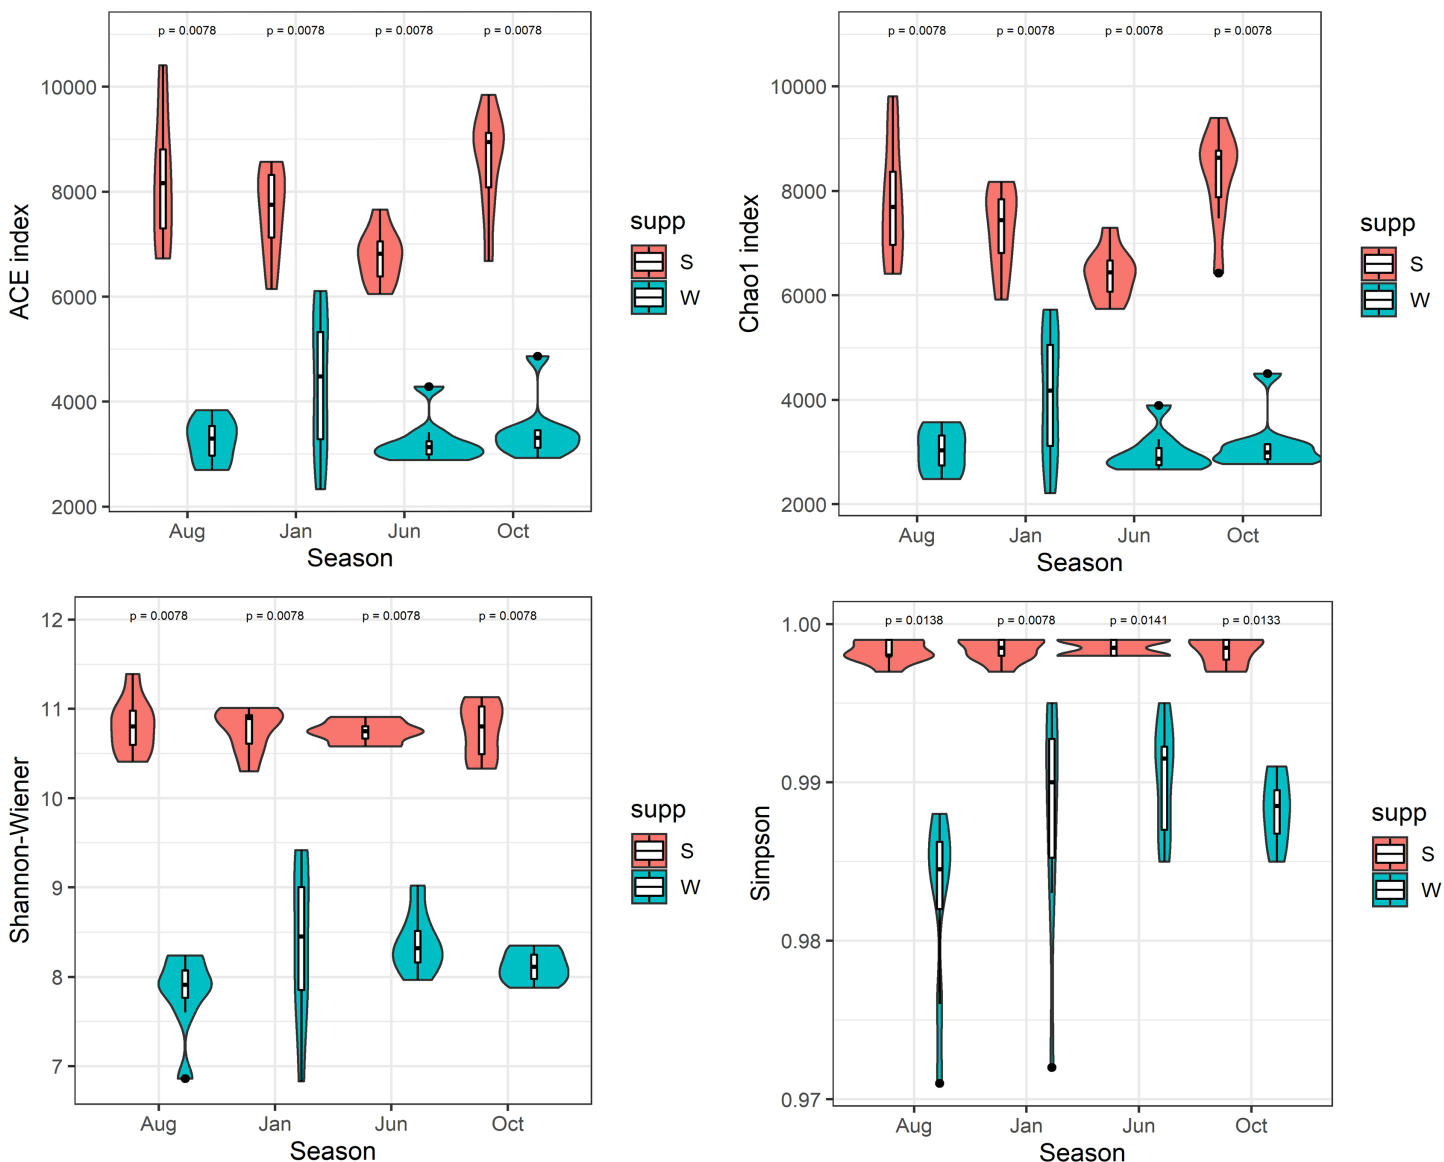 p = 0.0078 p = 0.0078 p = 0.0078 p = 0.0078
10000
8000
6000
4000
2000
ACE index
Aug Jan Jun Oct
Season
supp
S
W
p = 0.0078 p = 0.0078 p = 0.0078 p = 0.0078
10000
8000
6000
4000
2000
Chao1 index
Aug Jan Jun Oct
Season
supp
S
W
p = 0.0078 p = 0.0078 p = 0.0078 p = 0.0078
12
11
10
9
8
7
Shannon-Wiener
Aug Jan Jun Oct
Season
supp
S
W
p = 0.0138 p = 0.0078 p = 0.0141 p = 0.0133
1.00
0.99
0.98
0.97
Simpson
Aug Jan Jun Oct
Season
supp
S
W